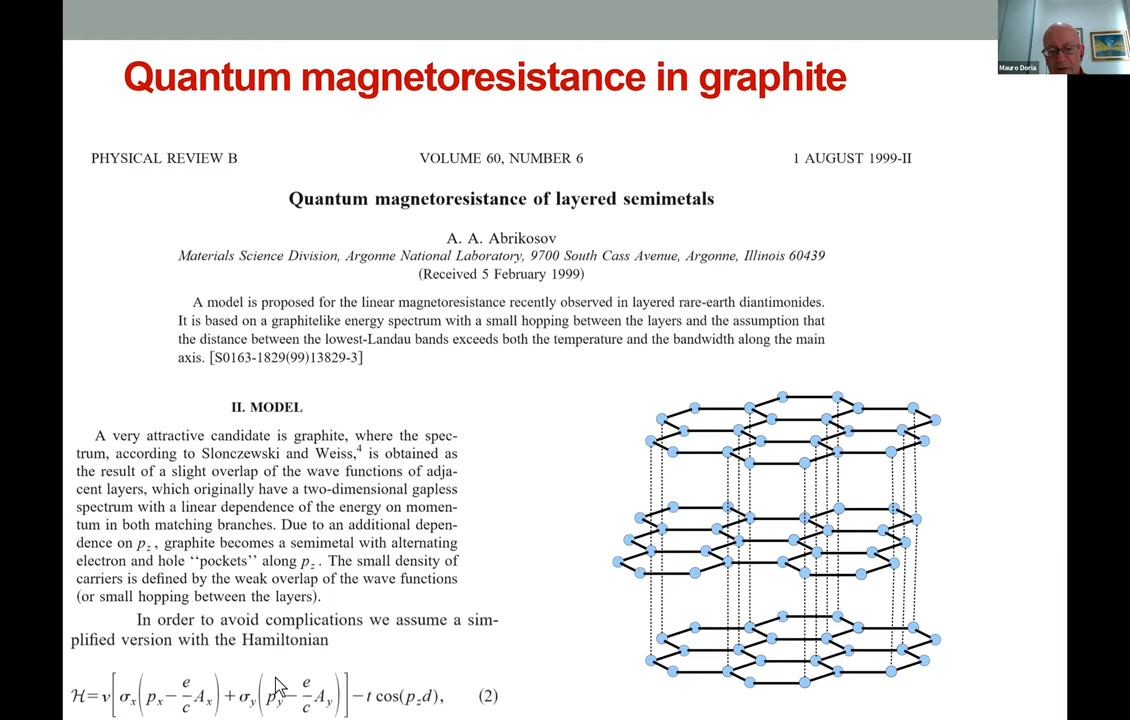 Quantum magnetoresistance in graphite
Mauro Doria
PHYSICAL REVIEW B VOLUME 60, NUMBER 6 1 AUGUST 1999-II
Quantum magnetoresistance of layered semimetals
A. A. Abrikosov
Materials Science Division, Argonne National Laboratory, 9700 South Cass Avenue, Argonne, Illinois 60439
(Received 5 February 1999)
A model is proposed for the linear magnetoresistance recently observed in layered rare-earth diantimonides.
It is based on a graphitelike energy spectrum with a small hopping between the layers and the assumption that
the distance between the lowest-Landau bands exceeds both the temperature and the bandwidth along the main
axis. [S0163-1829(99)13829-3]
II. MODEL
A very attractive candidate is graphite, where the spec-
trum, according to Slonczewski and Weiss,⁴ is obtained as
the result of a slight overlap of the wave functions of adja-
cent layers, which originally have a two-dimensional gapless
spectrum with a linear dependence of the energy on momen-
tum in both matching branches. Due to an additional depen-
dence on p_z, graphite becomes a semimetal with alternating
electron and hole ‘‘pockets’’ along p_z. The small density of
carriers is defined by the weak overlap of the wave functions
(or small hopping between the layers).
In order to avoid complications we assume a sim-
plified version with the Hamiltonian
ℋ=v[σ_x(p_x−e/c A_x)+σ_y(p_y−e/c A_y)]−t cos(p_z d), (2)